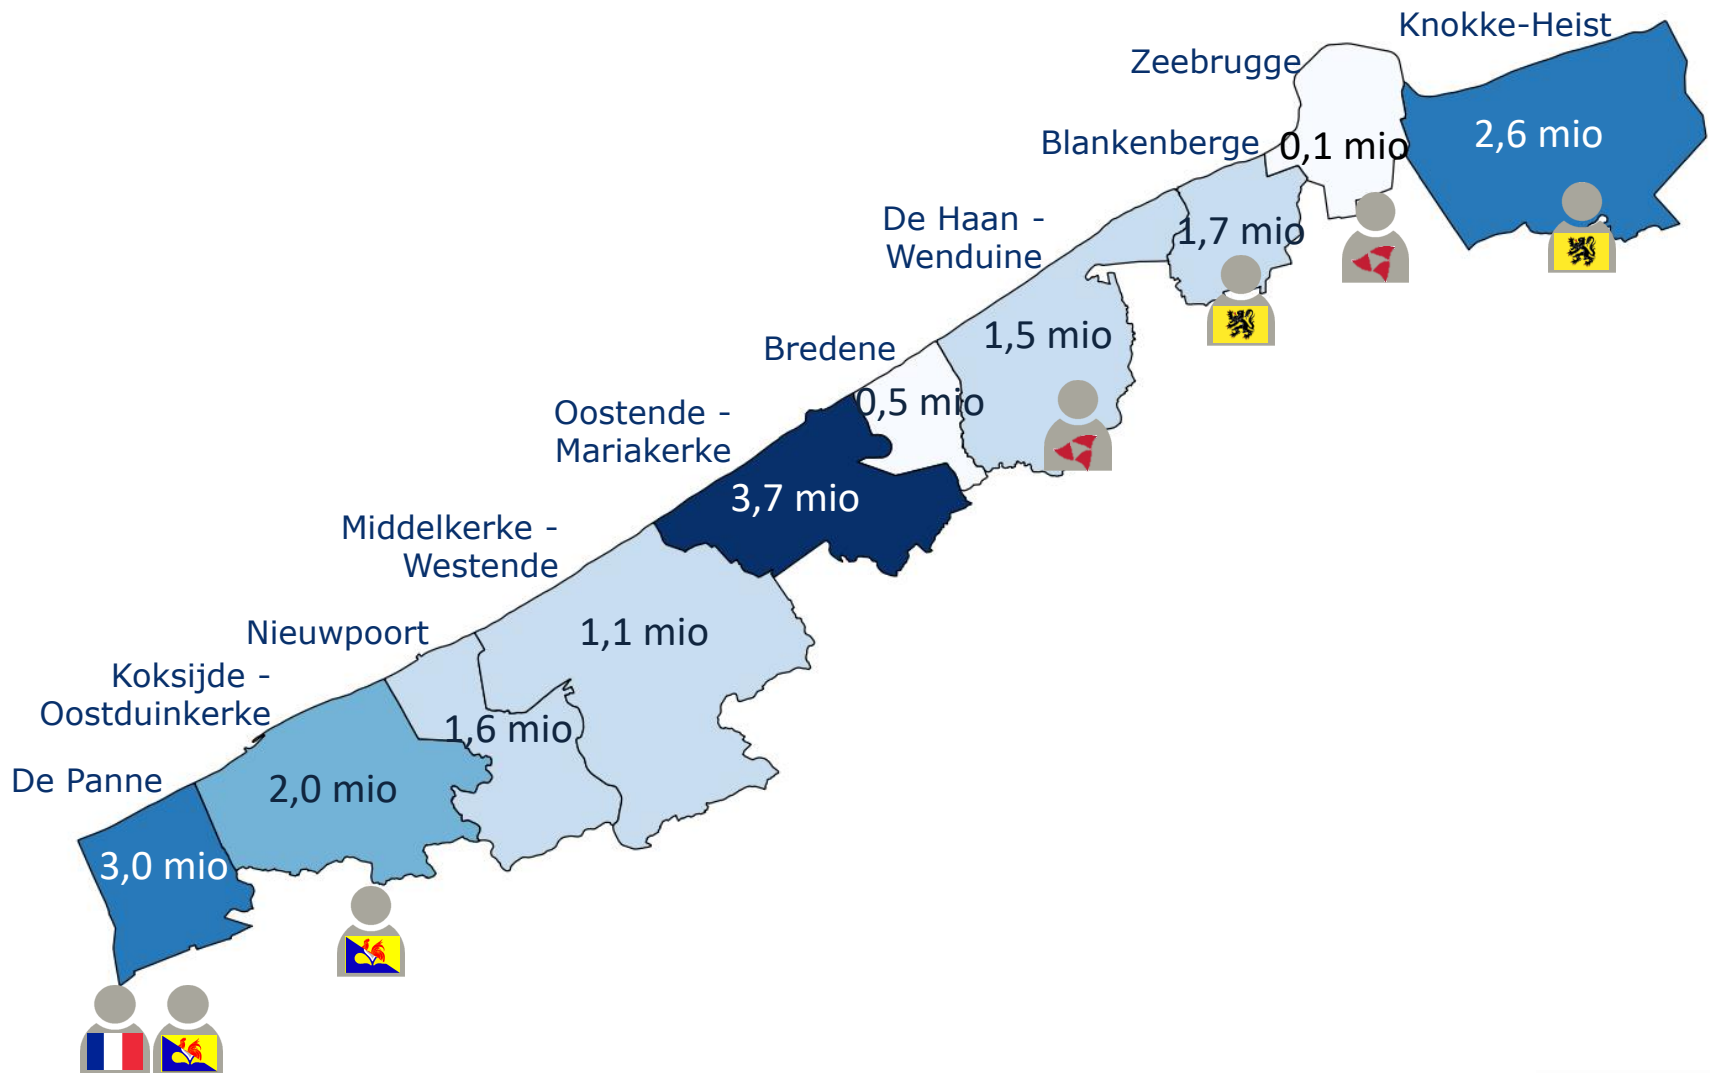 Knokke-Heist
Zeebrugge
2,6 mio
Blankenberge
0,1 mio
De Haan -
Wenduine
1,7 mio
Bredene
1,5 mio
Oostende -
Mariakerke
0,5 mio
3,7 mio
Middelkerke -
Westende
Nieuwpoort
1,1 mio
Koksijde -
Oostduinkerke
1,6 mio
De Panne
2,0 mio
3,0 mio